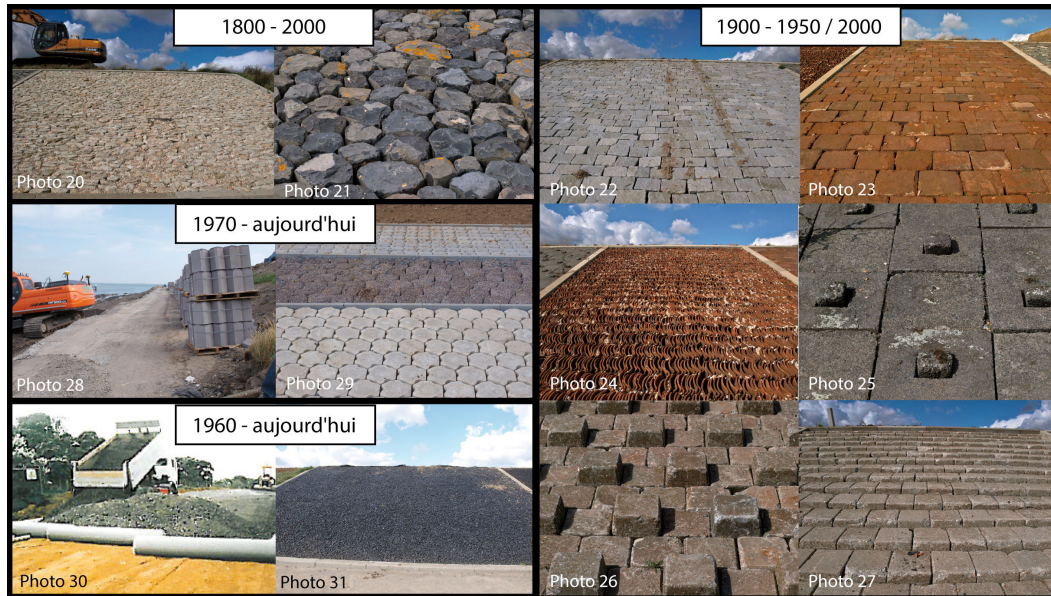 1800 - 2000
Photo 20
Photo 21
1970 - aujourd'hui
Photo 28
Photo 29
1960 - aujourd'hui
Photo 30
Photo 31
1900 - 1950 / 2000
Photo 22
Photo 23
Photo 24
Photo 25
Photo 26
Photo 27